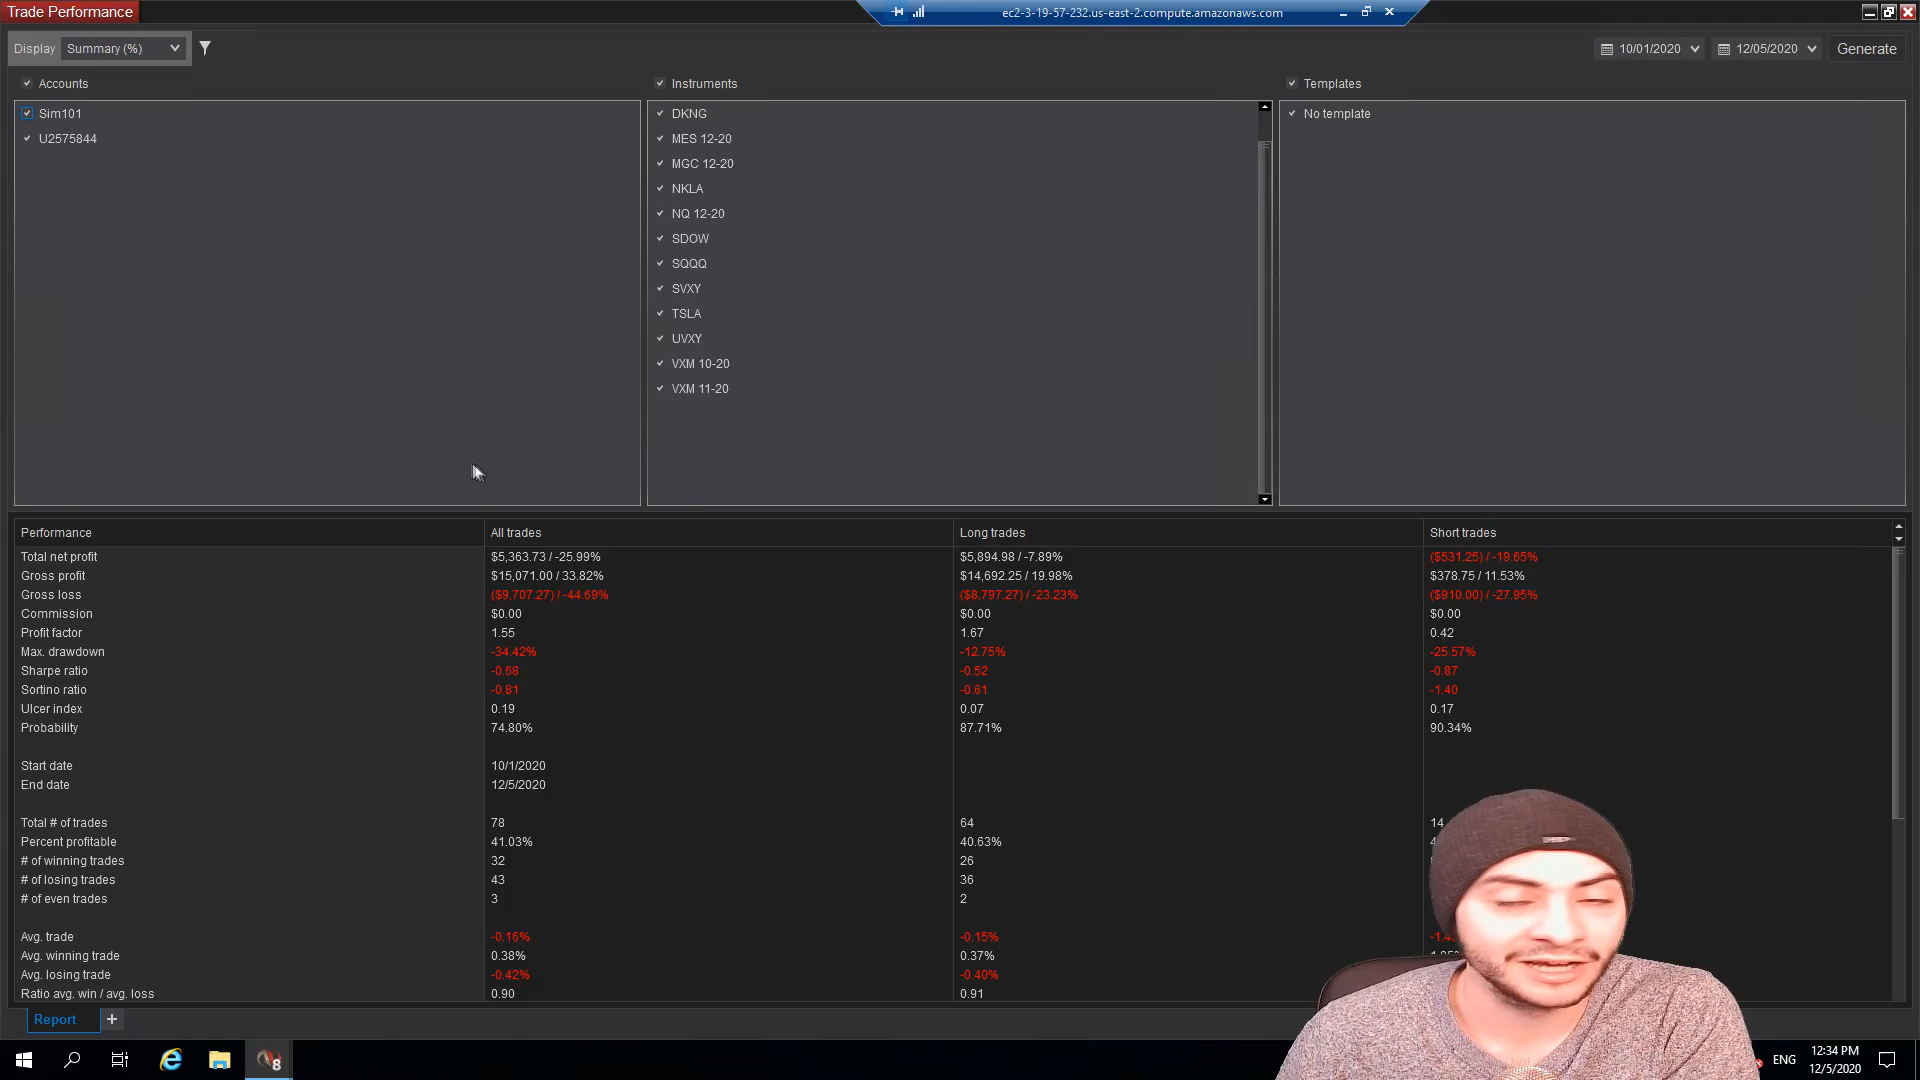 Trade Performance
ec2-3-19-57-232.us-east-2.compute.amazonaws.com
Display Summary (%)
10/01/2020 12/05/2020 Generate
Accounts
Sim101
U2575844
Instruments
DKNG
MES 12-20
MGC 12-20
NKLA
NQ 12-20
SDOW
SQQQ
SVXY
TSLA
UVXY
VXM 10-20
VXM 11-20
Templates
No template
Performance All trades Long trades Short trades
Total net profit $5,363.73 / -25.99% $5,894.98 / -7.89% ($531.25) / -19.65%
Gross profit $15,071.00 / 33.82% $14,692.25 / 19.98% $378.75 / 11.53%
Gross loss ($9,707.27) / -44.69% ($8,797.27) / -23.23% ($910.00) / -27.95%
Commission $0.00 $0.00 $0.00
Profit factor 1.55 1.67 0.42
Max. drawdown -34.42% -12.75% -25.57%
Sharpe ratio -0.68 -0.52 -0.87
Sortino ratio -0.81 -0.61 -1.40
Ulcer index 0.19 0.07 0.17
Probability 74.80% 87.71% 90.34%
Start date 10/1/2020
End date 12/5/2020
Total # of trades 78 64 14
Percent profitable 41.03% 40.63%
# of winning trades 32 26
# of losing trades 43 36
# of even trades 3 2
Avg. trade -0.16% -0.15%
Avg. winning trade 0.38% 0.37%
Avg. losing trade -0.42% -0.40%
Ratio avg. win / avg. loss 0.90 0.91
Report +
8
ENG
12:34 PM
12/5/2020